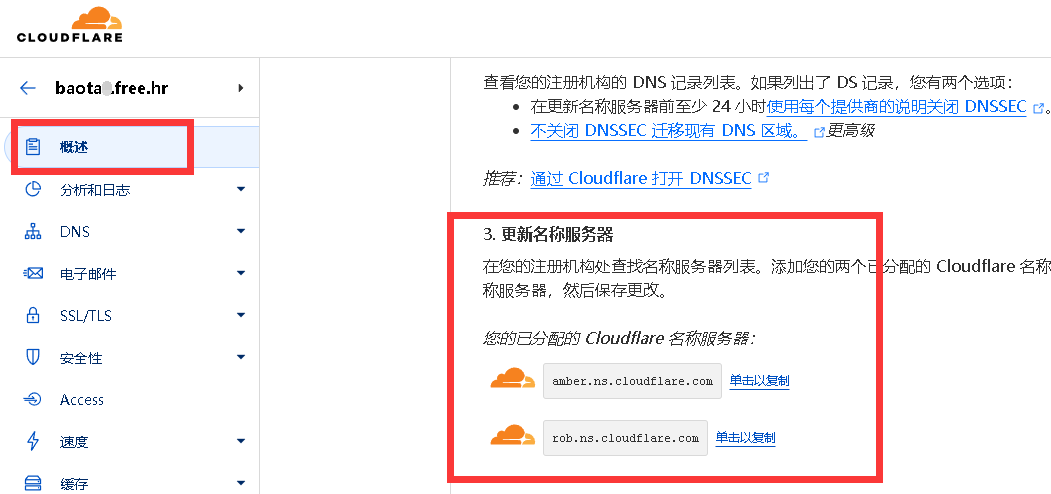 CLOUDFLARE
baota.free.hr
概述
分析和日志
DNS
电子邮件
SSL/TLS
安全性
Access
速度
缓存
查看您的注册机构的 DNS 记录列表。如果列出了 DS 记录，您有两个选项：
在更新名称服务器前至少 24 小时使用每个提供商的说明关闭 DNSSEC。
不关闭 DNSSEC 迁移现有 DNS 区域。 更高级
推荐：通过 Cloudflare 打开 DNSSEC
3. 更新名称服务器
在您的注册机构处查找名称服务器列表。添加您的两个已分配的 Cloudflare 名称
称服务器，然后保存更改。
您的已分配的 Cloudflare 名称服务器：
amber.ns.cloudflare.com 单击以复制
rob.ns.cloudflare.com 单击以复制